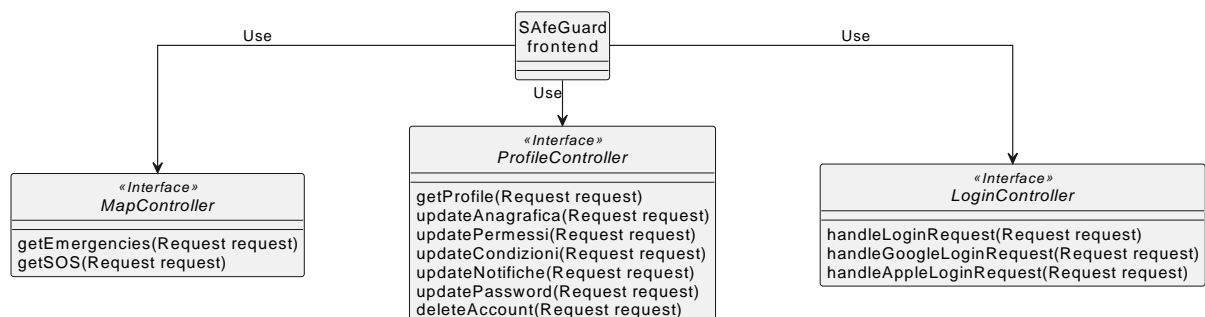 SAfeGuard
frontend
Use
Use
Use
«Interface»
MapController
getEmergencies(Request request)
getSOS(Request request)
«Interface»
ProfileController
getProfile(Request request)
updateAnagrafica(Request request)
updatePermessi(Request request)
updateCondizioni(Request request)
updateNotifiche(Request request)
updatePassword(Request request)
deleteAccount(Request request)
«Interface»
LoginController
handleLoginRequest(Request request)
handleGoogleLoginRequest(Request request)
handleAppleLoginRequest(Request request)